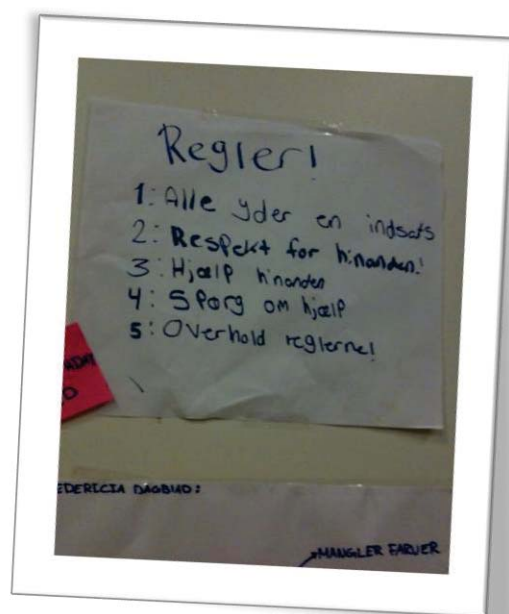 Regler!
1: Alle yder en indsats
2: Respekt for hinanden!
3: Hjælp hinanden
4: Spørg om hjælp
5: Overhold reglerne!
EDERICIA DAGBLAD:
MANGLER FARVER